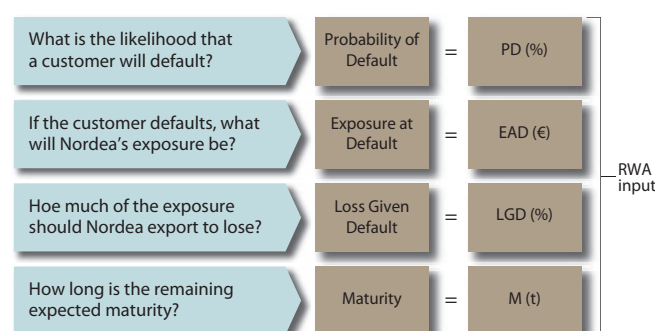 What is the likelihood that
a customer will default?
Probability of
Default
=
PD (%)
If the customer defaults, what
will Nordea's exposure be?
Exposure at
Default
=
EAD (€)
RWA
input
Hoe much of the exposure
should Nordea export to lose?
Loss Given
Default
=
LGD (%)
How long is the remaining
expected maturity?
Maturity
=
M (t)